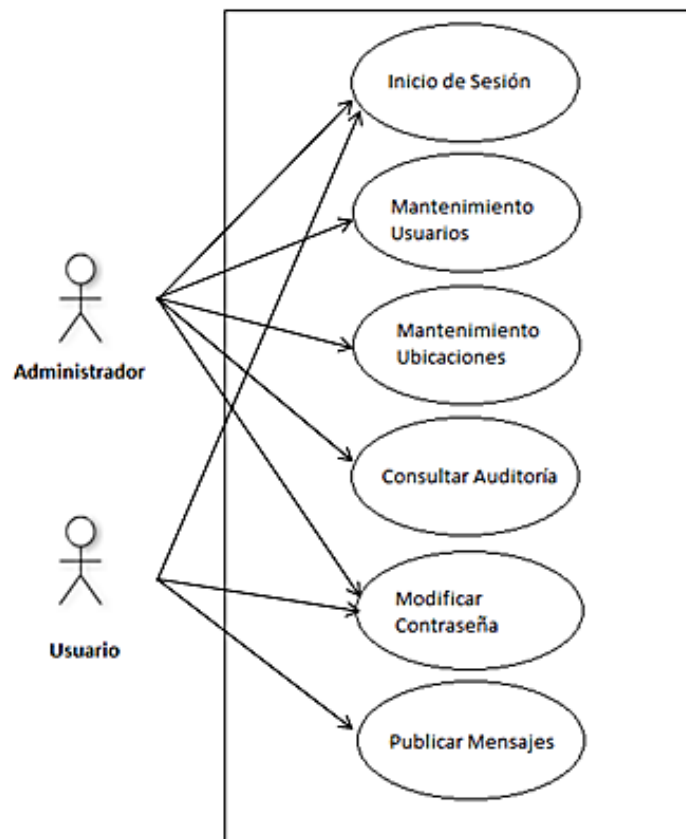 Inicio de Sesión
Mantenimiento
Usuarios
Administrador
Mantenimiento
Ubicaciones
Consultar Auditoría
Usuario
Modificar
Contraseña
Publicar Mensajes